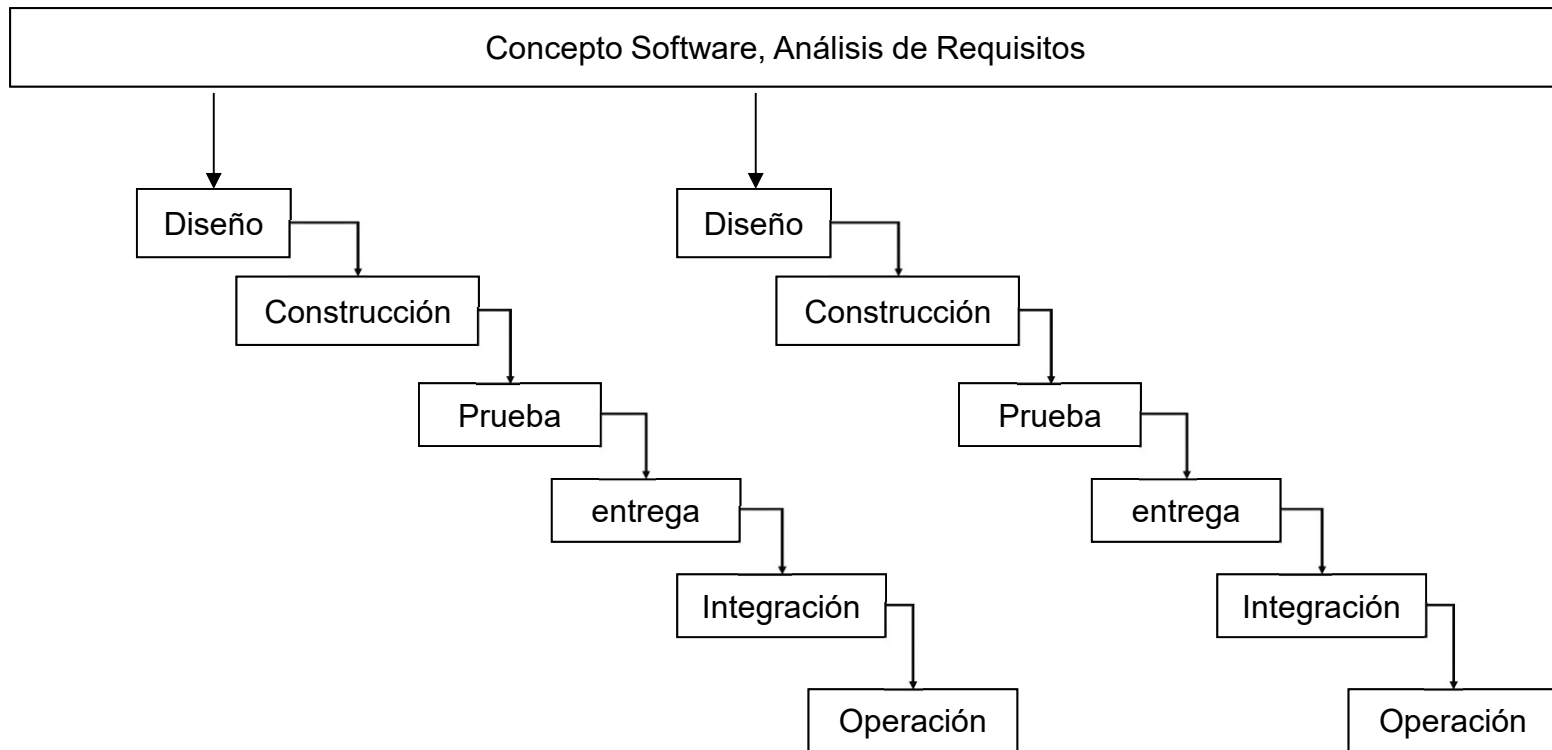 Concepto Software, Análisis de Requisitos
Diseño
Diseño
Construcción
Construcción
Prueba
Prueba
entrega
entrega
Integración
Integración
Operación
Operación